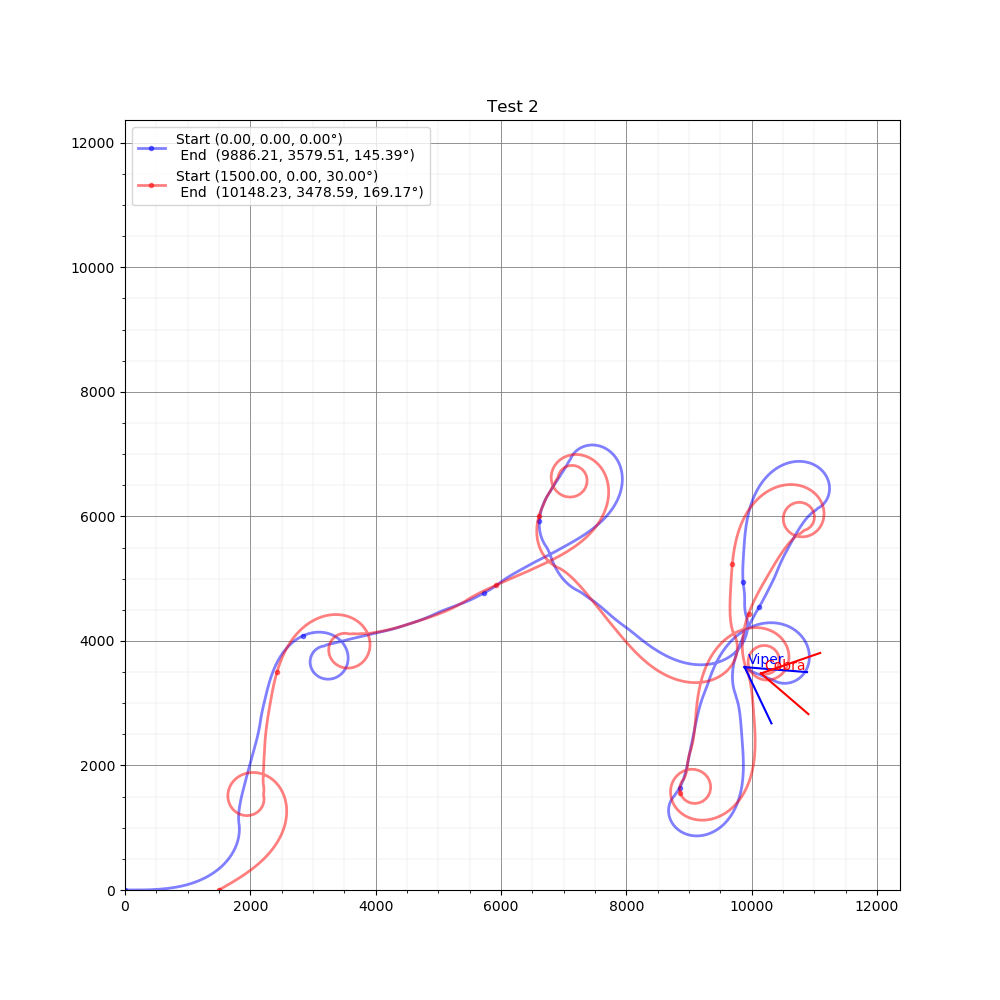 Test 2
Start (0.00, 0.00, 0.00°)
End  (9886.21, 3579.51, 145.39°)
Start (1500.00, 0.00, 30.00°)
End  (10148.23, 3478.59, 169.17°)
12000
10000
8000
6000
4000
2000
0
Viper
Cobra
0 2000 4000 6000 8000 10000 12000